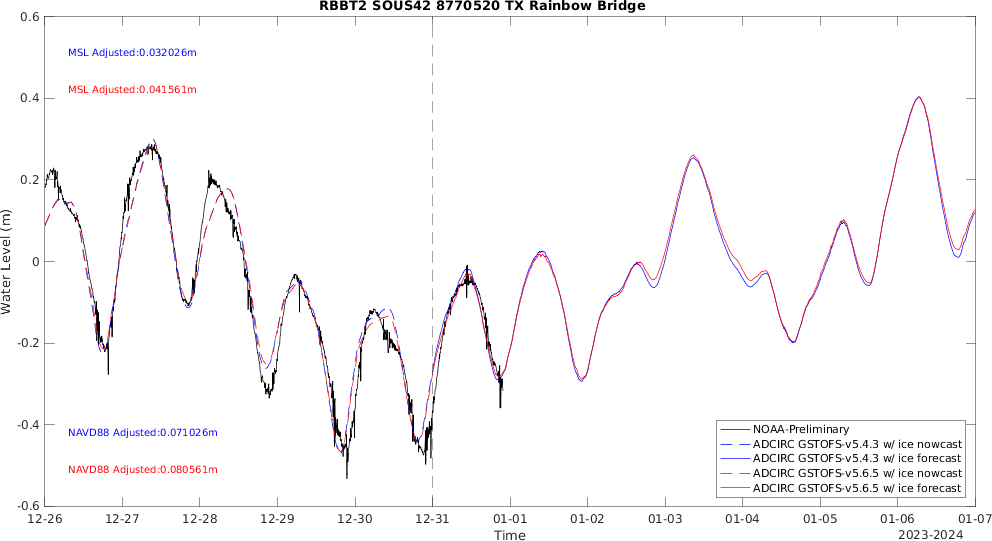 RBBT2 SOUS42 8770520 TX Rainbow Bridge
0.6
MSL Adjusted:0.032026m
MSL Adjusted:0.041561m
0.4
0.2
0
-0.2
-0.4
-0.6
Water Level (m)
NAVD88 Adjusted:0.071026m
NAVD88 Adjusted:0.080561m
NOAA-Preliminary
ADCIRC GSTOFS-v5.4.3 w/ ice nowcast
ADCIRC GSTOFS-v5.4.3 w/ ice forecast
ADCIRC GSTOFS-v5.6.5 w/ ice nowcast
ADCIRC GSTOFS-v5.6.5 w/ ice forecast
12-26 12-27 12-28 12-29 12-30 12-31 01-01 01-02 01-03 01-04 01-05 01-06 01-07
Time
2023-2024